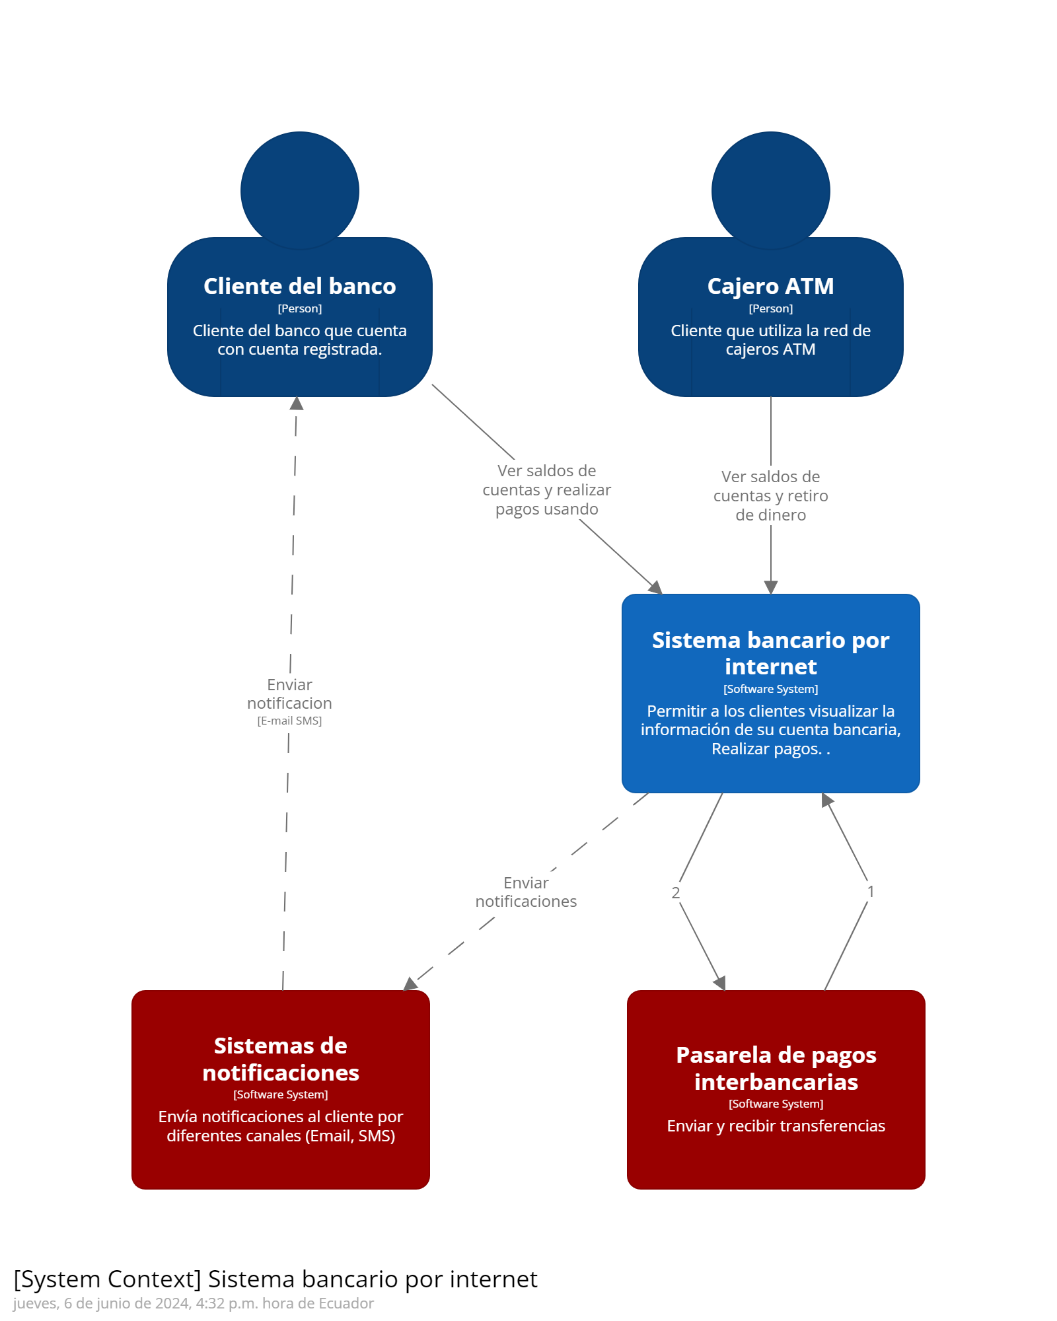 Cliente del banco
[Person]
Cliente del banco que cuenta
con cuenta registrada.
Cajero ATM
[Person]
Cliente que utiliza la red de
cajeros ATM
Ver saldos de
cuentas y realizar
pagos usando
Ver saldos de
cuentas y retiro
de dinero
Sistema bancario por
internet
[Software System]
Permitir a los clientes visualizar la
información de su cuenta bancaria,
Realizar pagos. .
Enviar
notificacion
[E-mail SMS]
Enviar
notificaciones
2
1
Sistemas de
notificaciones
[Software System]
Envía notificaciones al cliente por
diferentes canales (Email, SMS)
Pasarela de pagos
interbancarias
[Software System]
Enviar y recibir transferencias
[System Context] Sistema bancario por internet
jueves, 6 de junio de 2024, 4:32 p.m. hora de Ecuador